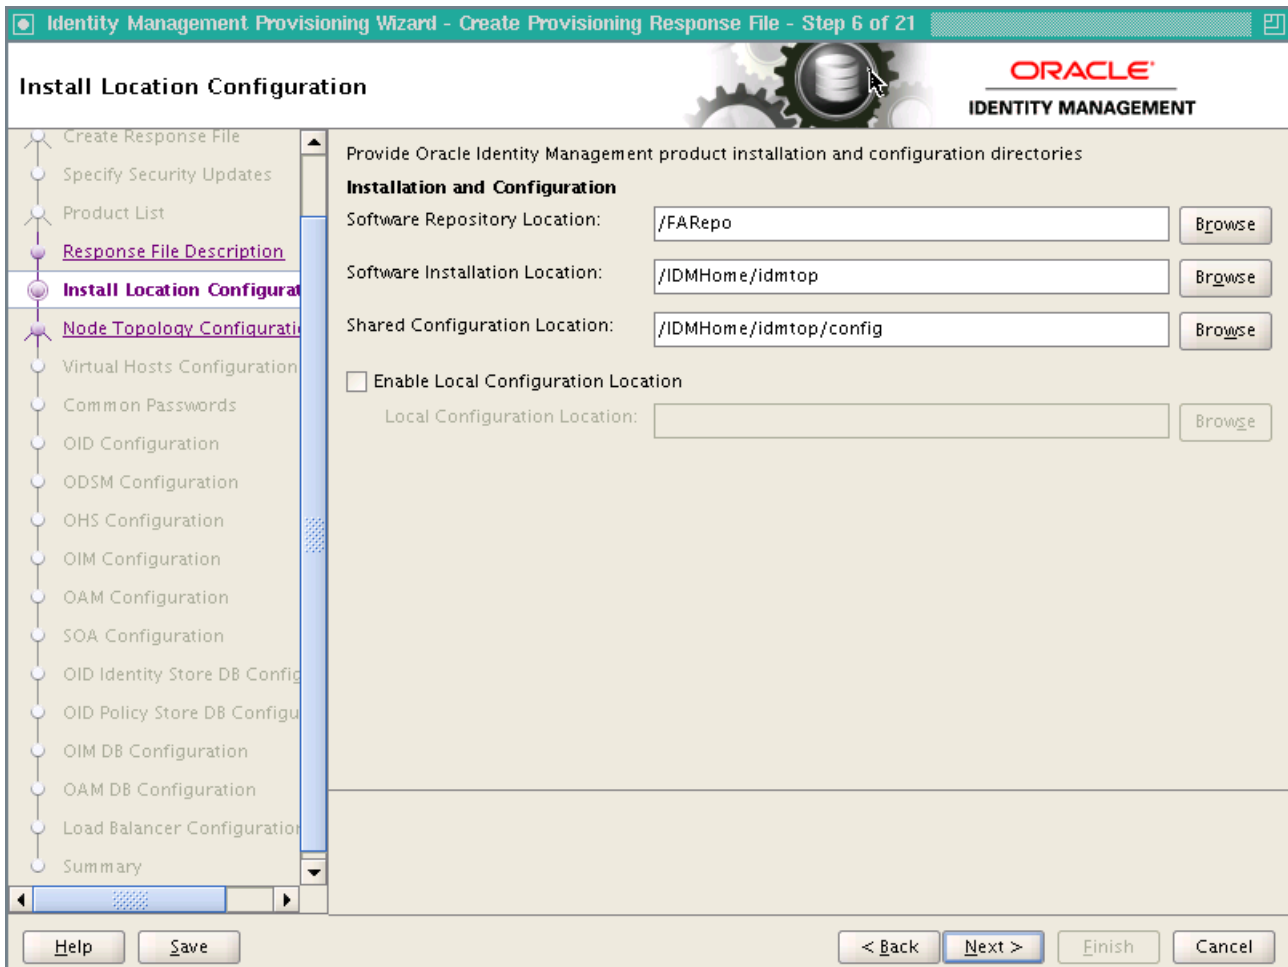 Identity Management Provisioning Wizard - Create Provisioning Response File - Step 6 of 21
Install Location Configuration
ORACLE
IDENTITY MANAGEMENT
Create Response File
Specify Security Updates
Product List
Response File Description
Install Location Configurat
Node Topology Configurati
Virtual Hosts Configuration
Common Passwords
OID Configuration
ODSM Configuration
OHS Configuration
OIM Configuration
OAM Configuration
SOA Configuration
OID Identity Store DB Config
OID Policy Store DB Configu
OIM DB Configuration
OAM DB Configuration
Load Balancer Configuration
Summary
Provide Oracle Identity Management product installation and configuration directories
Installation and Configuration
Software Repository Location: /FARepo Browse
Software Installation Location: /IDMHome/idmtop Browse
Shared Configuration Location: /IDMHome/idmtop/config Browse
Enable Local Configuration Location
Local Configuration Location: Browse
Help Save < Back Next > Finish Cancel